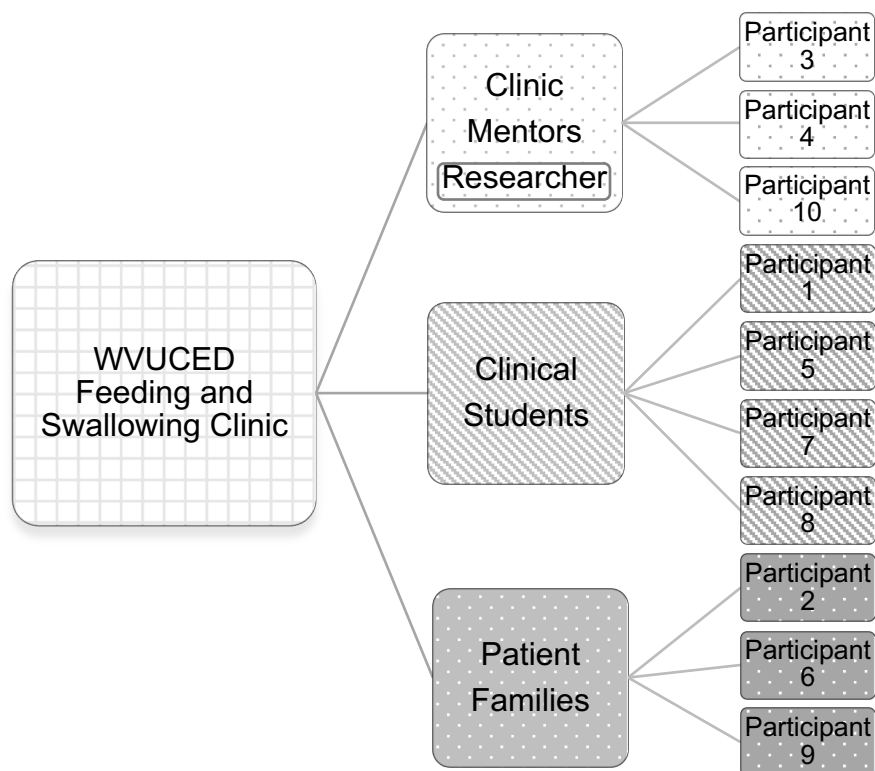 WVUCED
Feeding and
Swallowing Clinic
Clinic
Mentors
Researcher
Participant
3
Participant
4
Participant
10
Clinical
Students
Participant
1
Participant
5
Participant
7
Participant
8
Patient
Families
Participant
2
Participant
6
Participant
9